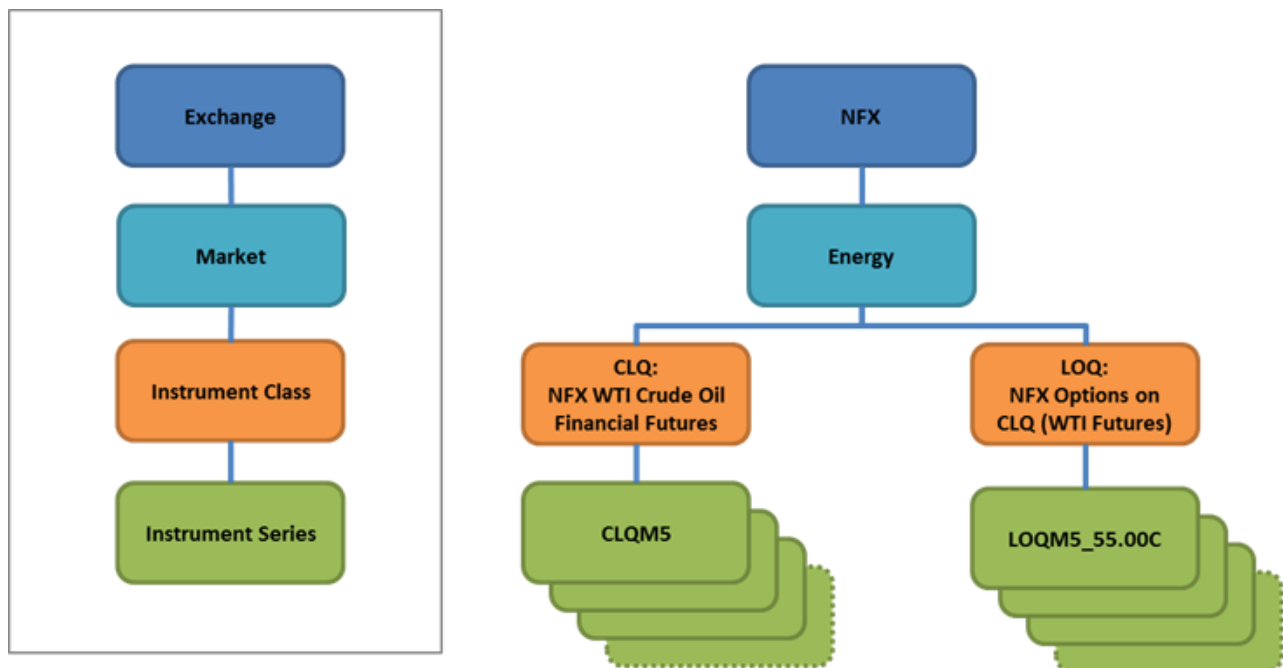 Exchange
Market
Instrument Class
Instrument Series
NFX
Energy
CLQ:
NFX WTI Crude Oil
Financial Futures
LOQ:
NFX Options on
CLQ (WTI Futures)
CLQM5
LOQM5_55.00C